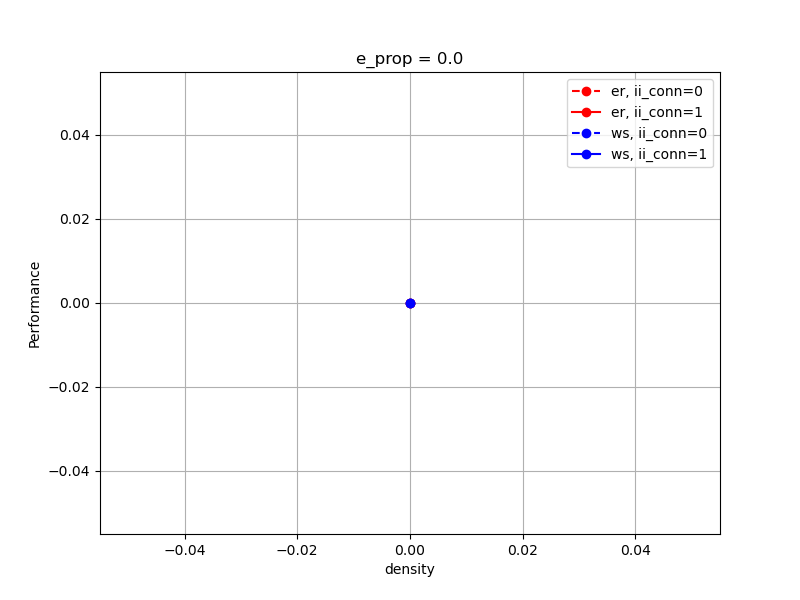 e_prop = 0.0
er, ii_conn=0
er, ii_conn=1
ws, ii_conn=0
ws, ii_conn=1
Performance
0.04
0.02
0.00
−0.02
−0.04
−0.04
−0.02
0.00
0.02
0.04
density